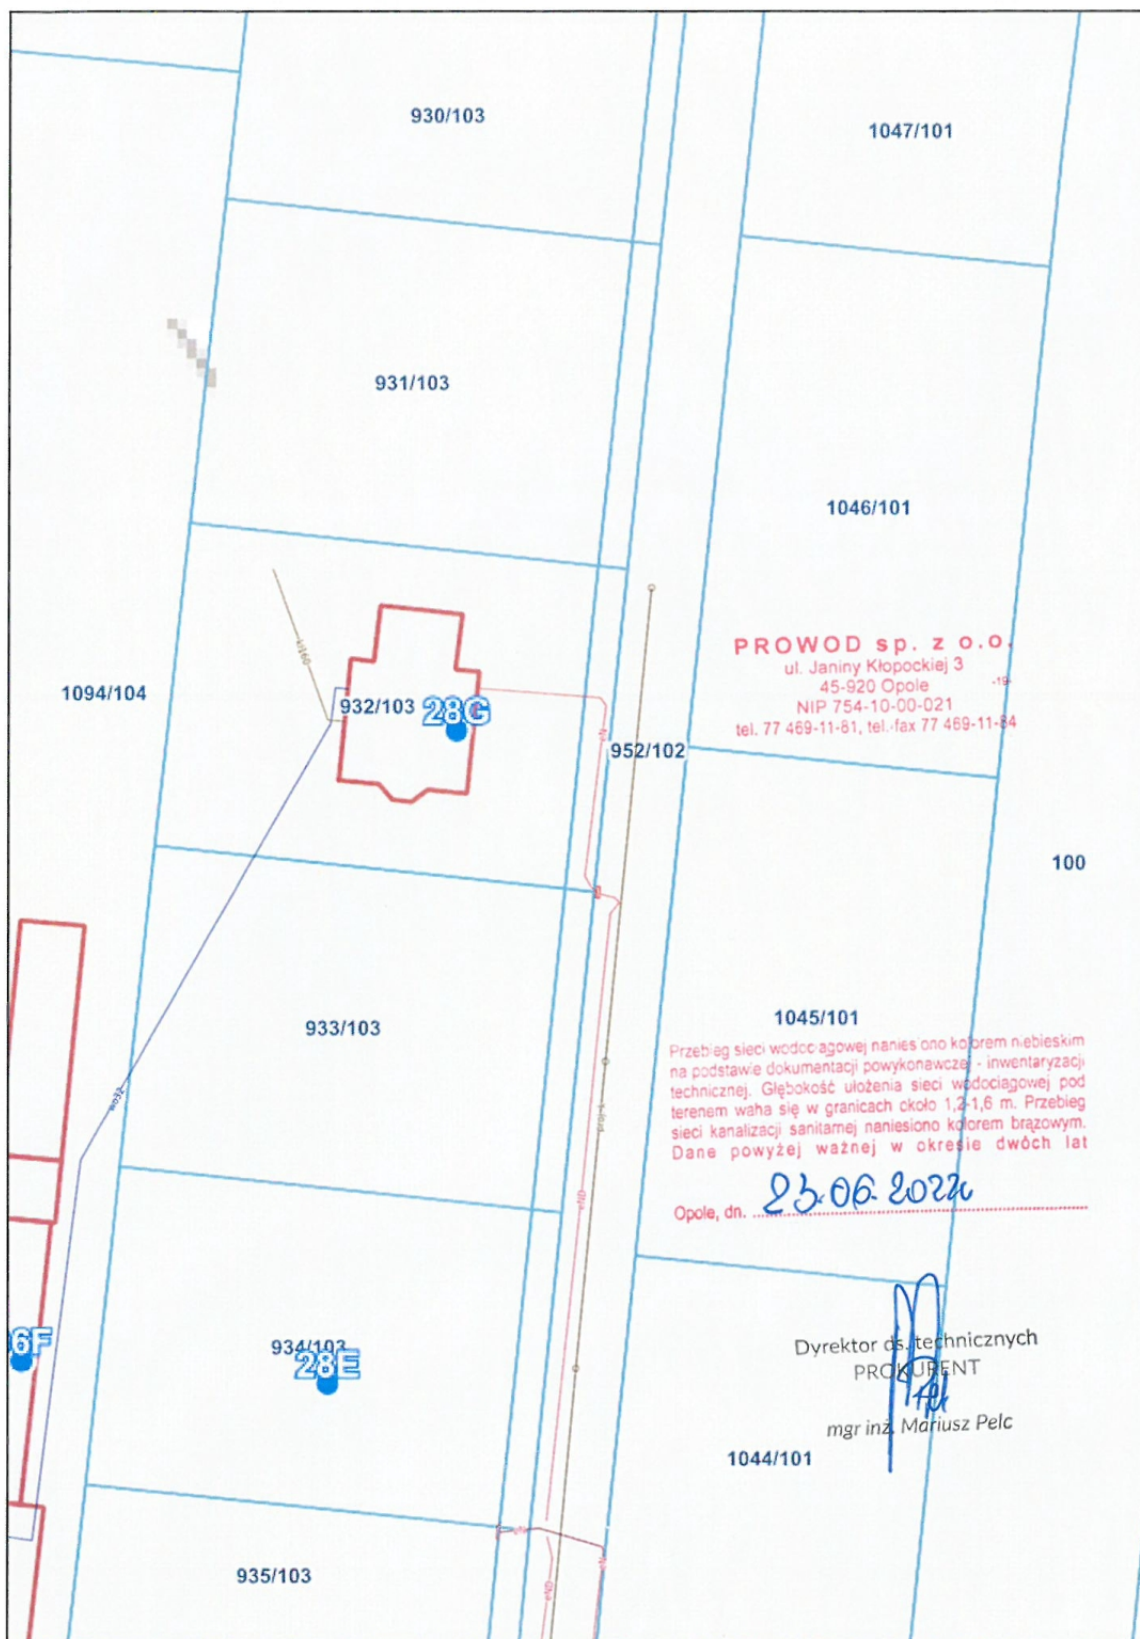 930/103
1047/101
931/103
1046/101
PROWOD sp. z o.o.
ul. Janiny Kłopockiej 3
45-920 Opole
-19-
NIP 754-10-00-021
tel. 77 469-11-81, tel.-fax 77 469-11-84
1094/104
932/103
28G
952/102
100
933/103
1045/101
Przebieg sieci wodociągowej naniesiono kolorem niebieskim
na podstawie dokumentacji powykonawczej - inwentaryzacji
technicznej. Głębokość ułożenia sieci wodociągowej pod
terenem waha się w granicach około 1,2-1,6 m. Przebieg
sieci kanalizacji sanitarnej naniesiono kolorem brązowym.
Dane powyżej ważnej w okresie dwóch lat
wo32
Opole, dn. 23.06.2022r
6F
934/103
28E
Dyrektor ds. technicznych
PROKURENT
mgr inż. Mariusz Pelc
1044/101
935/103